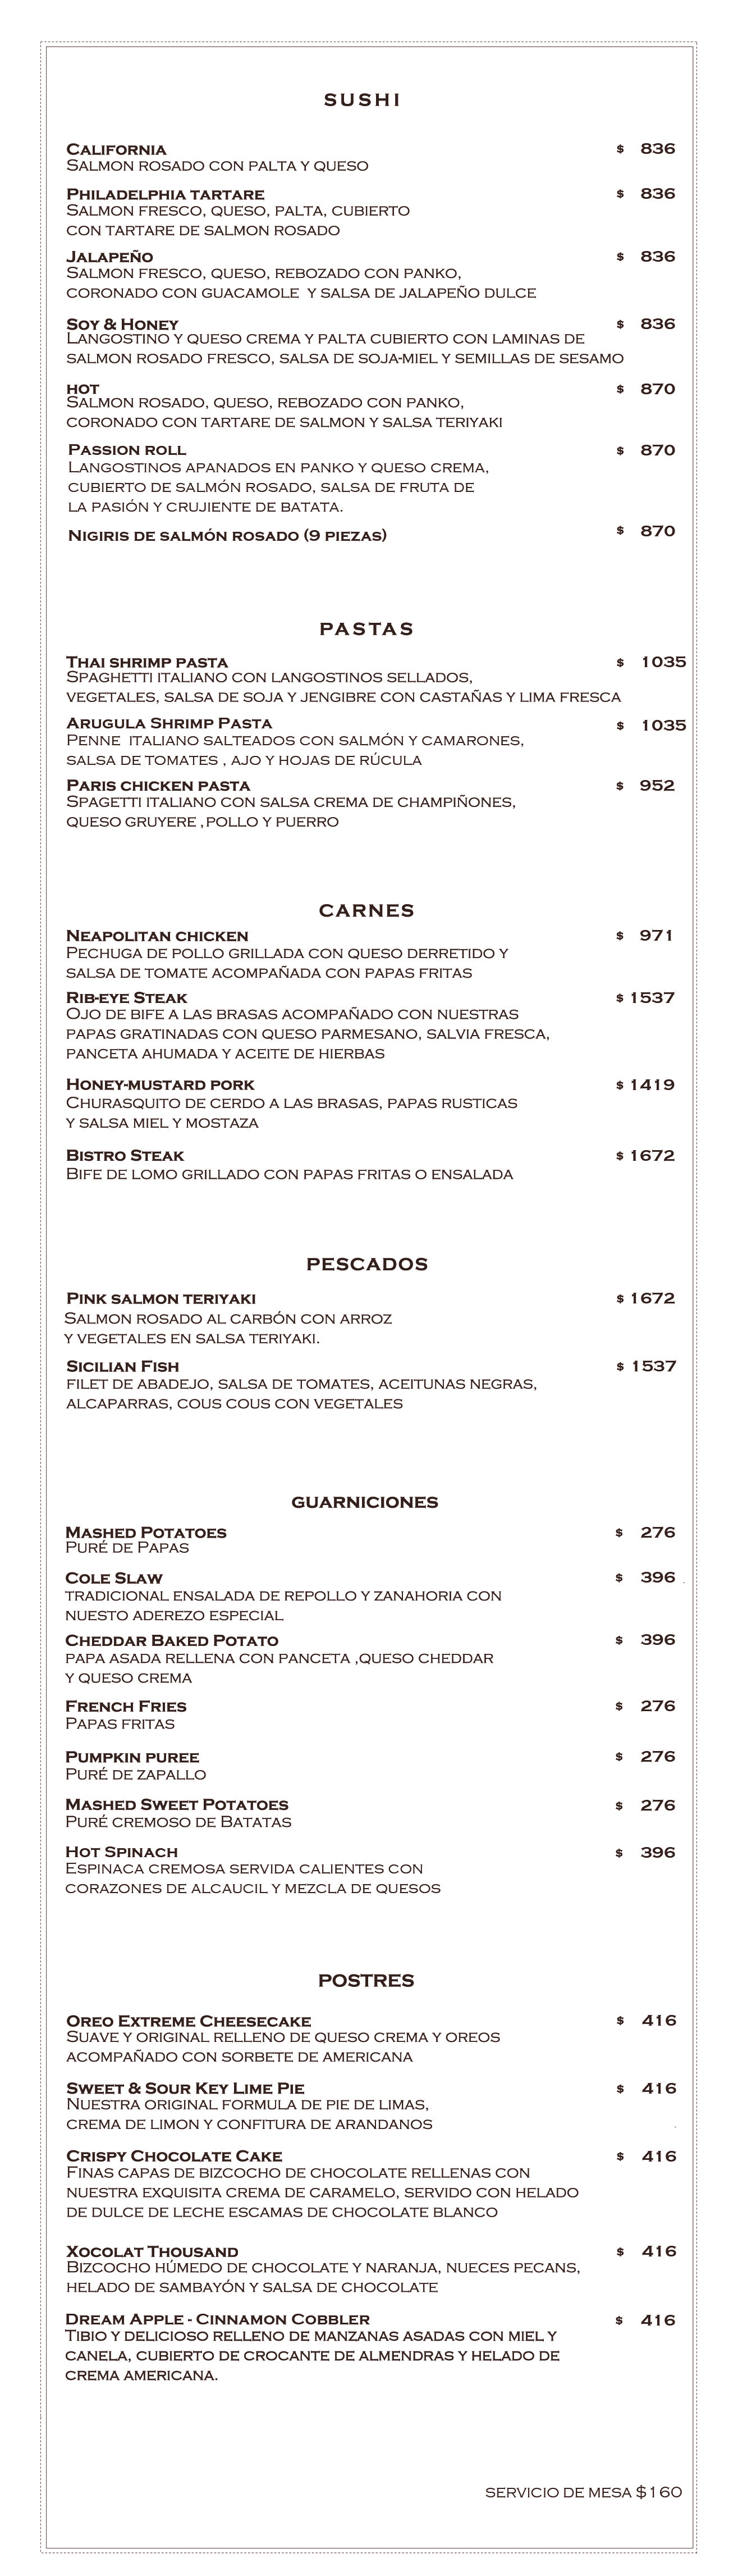 SUSHI
CALIFORNIA $ 836
SALMON ROSADO CON PALTA Y QUESO
PHILADELPHIA TARTARE $ 836
SALMON FRESCO, QUESO, PALTA, CUBIERTO
CON TARTARE DE SALMON ROSADO
JALAPEÑO $ 836
SALMON FRESCO, QUESO, REBOZADO CON PANKO,
CORONADO CON GUACAMOLE Y SALSA DE JALAPEÑO DULCE
SOY & HONEY $ 836
LANGOSTINO Y QUESO CREMA Y PALTA CUBIERTO CON LAMINAS DE
SALMON ROSADO FRESCO, SALSA DE SOJA-MIEL Y SEMILLAS DE SESAMO
HOT $ 870
SALMON ROSADO, QUESO, REBOZADO CON PANKO,
CORONADO CON TARTARE DE SALMON Y SALSA TERIYAKI
PASSION ROLL $ 870
LANGOSTINOS APANADOS EN PANKO Y QUESO CREMA,
CUBIERTO DE SALMÓN ROSADO, SALSA DE FRUTA DE
LA PASIÓN Y CRUJIENTE DE BATATA.
NIGIRIS DE SALMÓN ROSADO (9 PIEZAS) $ 870
PASTAS
THAI SHRIMP PASTA $ 1035
SPAGHETTI ITALIANO CON LANGOSTINOS SELLADOS,
VEGETALES, SALSA DE SOJA Y JENGIBRE CON CASTAÑAS Y LIMA FRESCA
ARUGULA SHRIMP PASTA $ 1035
PENNE ITALIANO SALTEADOS CON SALMÓN Y CAMARONES,
SALSA DE TOMATES , AJO Y HOJAS DE RÚCULA
PARIS CHICKEN PASTA $ 952
SPAGETTI ITALIANO CON SALSA CREMA DE CHAMPIÑONES,
QUESO GRUYERE ,POLLO Y PUERRO
CARNES
NEAPOLITAN CHICKEN $ 971
PECHUGA DE POLLO GRILLADA CON QUESO DERRETIDO Y
SALSA DE TOMATE ACOMPAÑADA CON PAPAS FRITAS
RIB-EYE STEAK $ 1537
OJO DE BIFE A LAS BRASAS ACOMPAÑADO CON NUESTRAS
PAPAS GRATINADAS CON QUESO PARMESANO, SALVIA FRESCA,
PANCETA AHUMADA Y ACEITE DE HIERBAS
HONEY-MUSTARD PORK $ 1419
CHURASQUITO DE CERDO A LAS BRASAS, PAPAS RUSTICAS
Y SALSA MIEL Y MOSTAZA
BISTRO STEAK $ 1672
BIFE DE LOMO GRILLADO CON PAPAS FRITAS O ENSALADA
PESCADOS
PINK SALMON TERIYAKI $ 1672
SALMON ROSADO AL CARBÓN CON ARROZ
Y VEGETALES EN SALSA TERIYAKI.
SICILIAN FISH $ 1537
FILET DE ABADEJO, SALSA DE TOMATES, ACEITUNAS NEGRAS,
ALCAPARRAS, COUS COUS CON VEGETALES
GUARNICIONES
MASHED POTATOES $ 276
PURÉ DE PAPAS
COLE SLAW $ 396
TRADICIONAL ENSALADA DE REPOLLO Y ZANAHORIA CON
NUESTO ADEREZO ESPECIAL
CHEDDAR BAKED POTATO $ 396
PAPA ASADA RELLENA CON PANCETA ,QUESO CHEDDAR
Y QUESO CREMA
FRENCH FRIES $ 276
PAPAS FRITAS
PUMPKIN PUREE $ 276
PURÉ DE ZAPALLO
MASHED SWEET POTATOES $ 276
PURÉ CREMOSO DE BATATAS
HOT SPINACH $ 396
ESPINACA CREMOSA SERVIDA CALIENTES CON
CORAZONES DE ALCAUCIL Y MEZCLA DE QUESOS
POSTRES
OREO EXTREME CHEESECAKE $ 416
SUAVE Y ORIGINAL RELLENO DE QUESO CREMA Y OREOS
ACOMPAÑADO CON SORBETE DE AMERICANA
SWEET & SOUR KEY LIME PIE $ 416
NUESTRA ORIGINAL FORMULA DE PIE DE LIMAS,
CREMA DE LIMON Y CONFITURA DE ARANDANOS
CRISPY CHOCOLATE CAKE $ 416
FINAS CAPAS DE BIZCOCHO DE CHOCOLATE RELLENAS CON
NUESTRA EXQUISITA CREMA DE CARAMELO, SERVIDO CON HELADO
DE DULCE DE LECHE ESCAMAS DE CHOCOLATE BLANCO
XOCOLAT THOUSAND $ 416
BIZCOCHO HÚMEDO DE CHOCOLATE Y NARANJA, NUECES PECANS,
HELADO DE SAMBAYÓN Y SALSA DE CHOCOLATE
DREAM APPLE - CINNAMON COBBLER $ 416
TIBIO Y DELICIOSO RELLENO DE MANZANAS ASADAS CON MIEL Y
CANELA, CUBIERTO DE CROCANTE DE ALMENDRAS Y HELADO DE
CREMA AMERICANA.
SERVICIO DE MESA $160